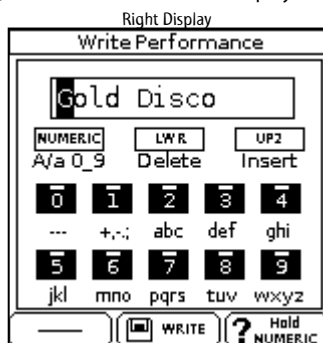 Right Display
Write Performance
Gold Disco
NUMERIC LWR UP2
A/a 0_9 Delete Insert
0 1 2 3 4
--- +,-.; abc def ghi
5 6 7 8 9
jkl mno pqrs tuv wxyz
WRITE ? Hold NUMERIC